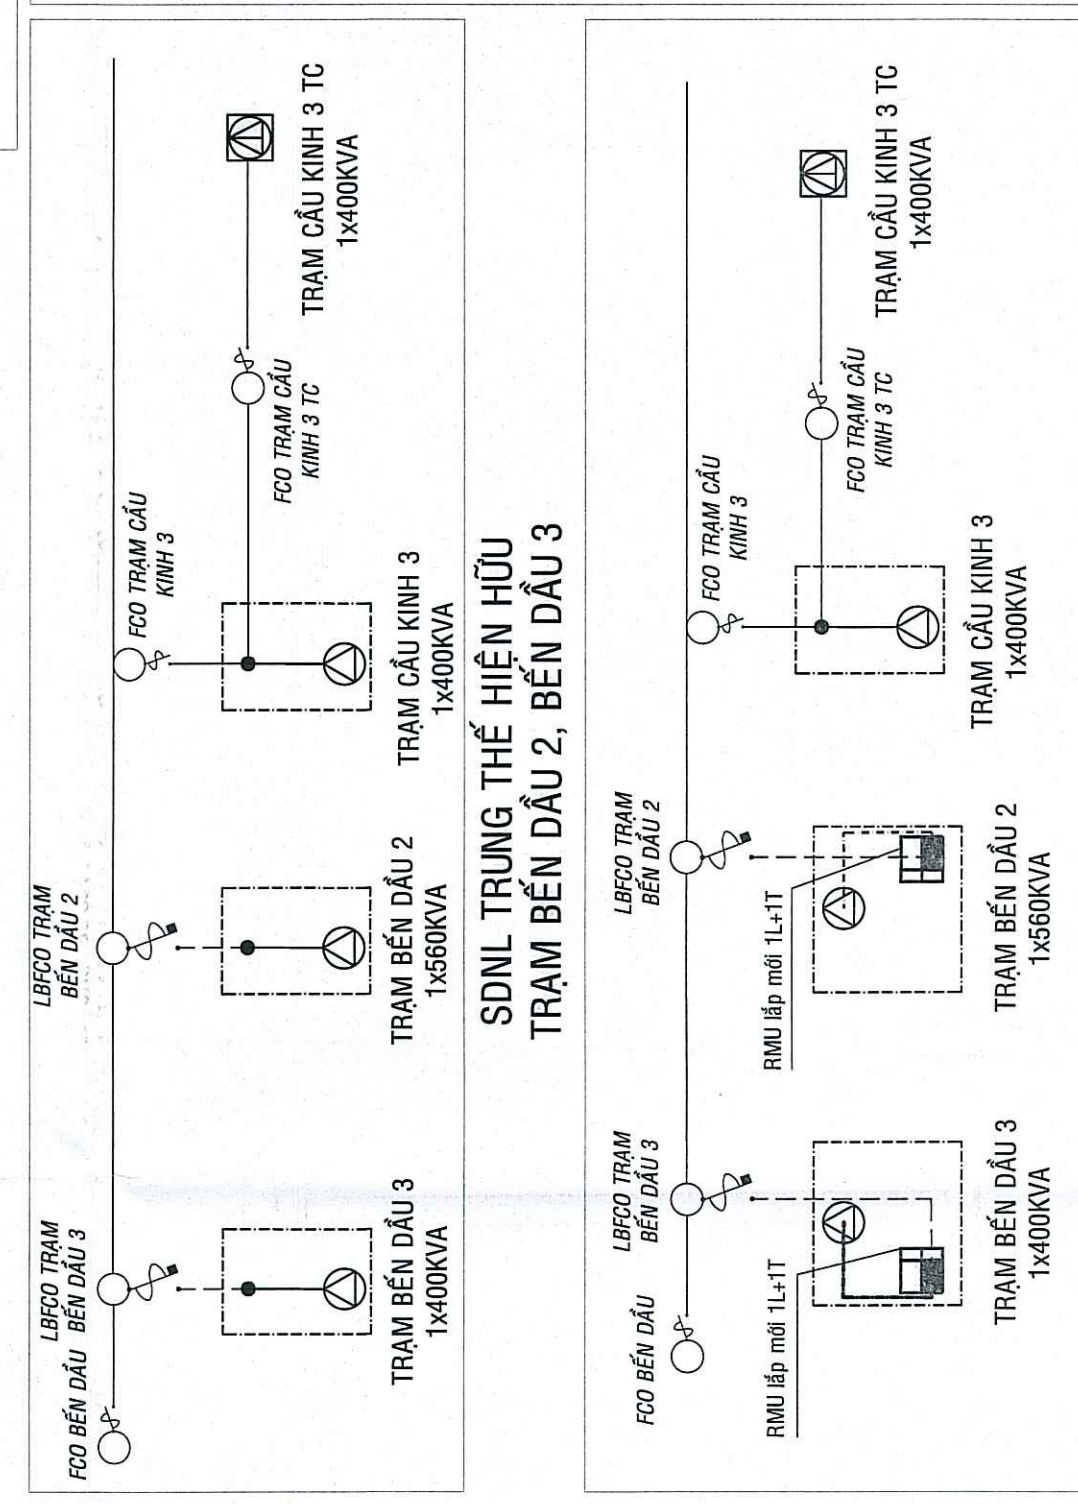 FCO BẾN DẦU
LBFCO TRẠM
BẾN DẦU 3
LBFCO TRẠM
BẾN DẦU 2
FCO TRẠM CẦU
KINH 3
FCO TRẠM CẦU
KINH 3 TC
TRẠM BẾN DẦU 3
1x400KVA
TRẠM BẾN DẦU 2
1x560KVA
TRẠM CẦU KINH 3
1x400KVA
TRẠM CẦU KINH 3 TC
1x400KVA
SDNL TRUNG THẾ HIỆN HỮU
TRẠM BẾN DẦU 2, BẾN DẦU 3
FCO BẾN DẦU
LBFCO TRẠM
BẾN DẦU 3
LBFCO TRẠM
BẾN DẦU 2
FCO TRẠM CẦU
KINH 3
FCO TRẠM CẦU
KINH 3 TC
RMU lắp mới 1L+1T
RMU lắp mới 1L+1T
TRẠM BẾN DẦU 3
1x400KVA
TRẠM BẾN DẦU 2
1x560KVA
TRẠM CẦU KINH 3
1x400KVA
TRẠM CẦU KINH 3 TC
1x400KVA